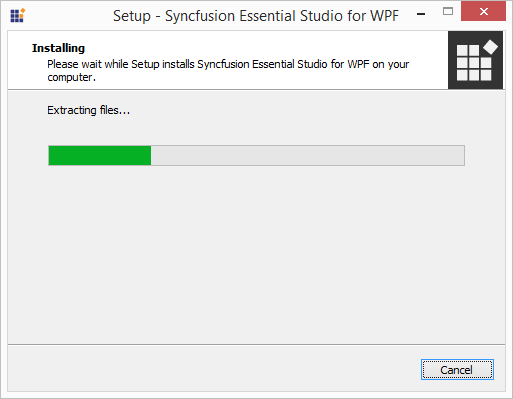 Setup - Syncfusion Essential Studio for WPF
Installing
Please wait while Setup installs Syncfusion Essential Studio for WPF on your
computer.
Extracting files...
Cancel